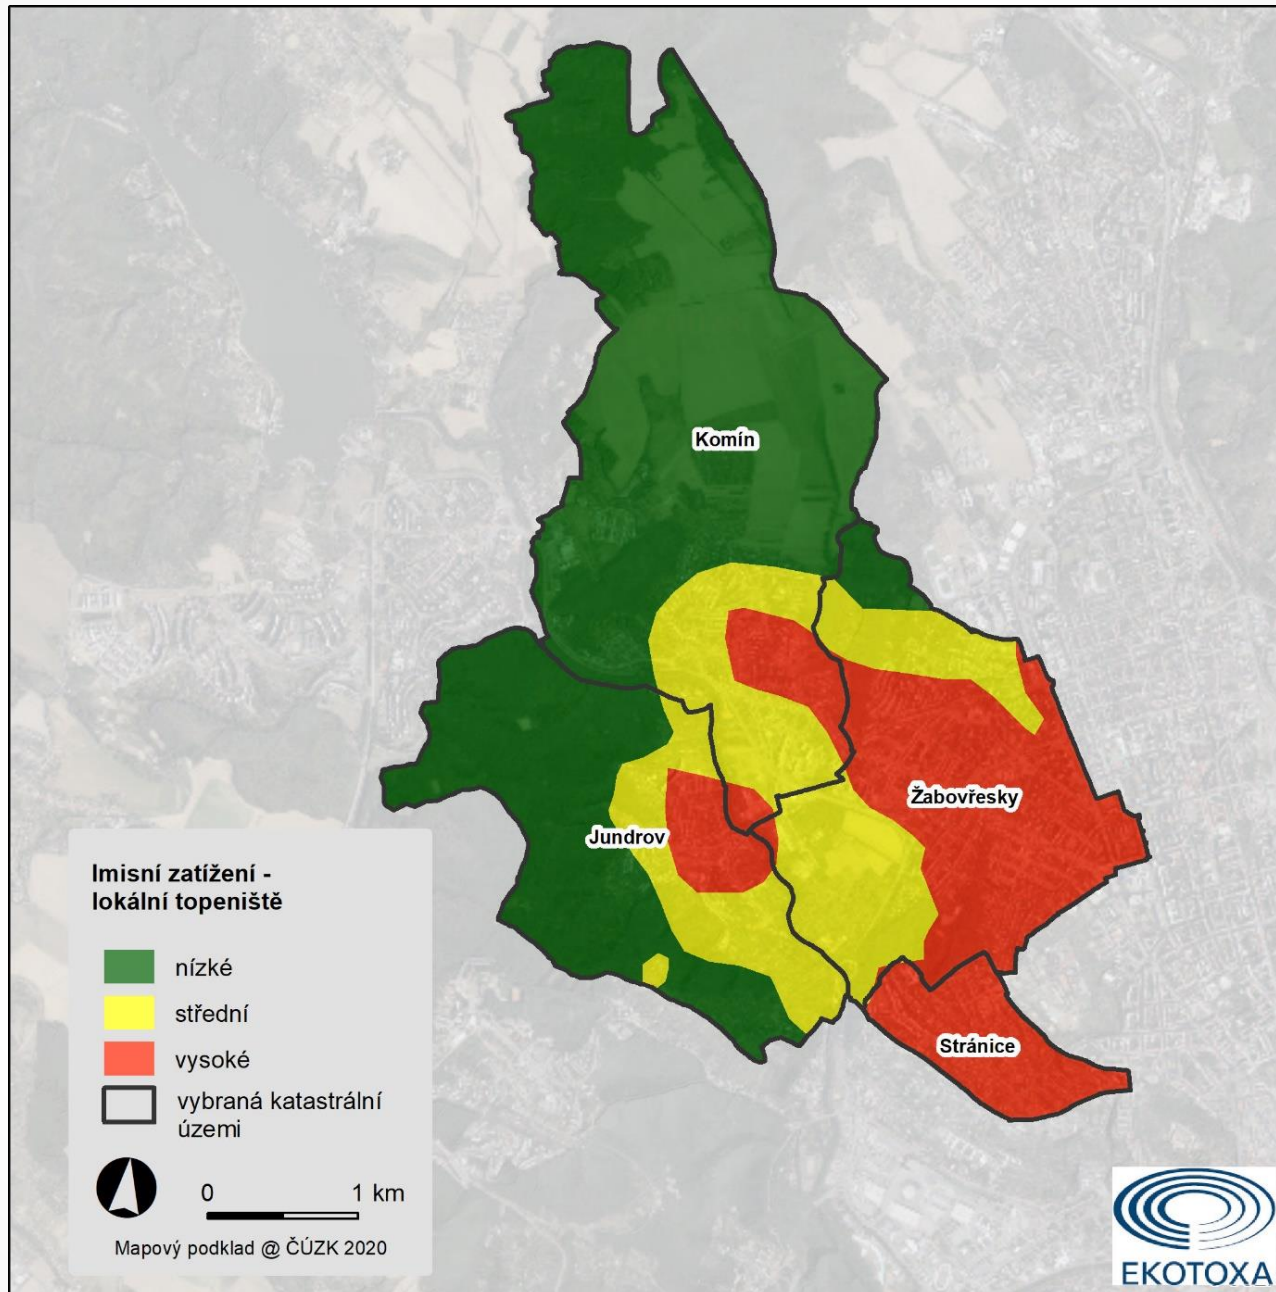 Komín
Žabovřesky
Jundrov
Stránice
Imisní zatížení -
lokální topeniště
nízké
střední
vysoké
vybraná katastrální
územi
0 1 km
Mapový podklad @ ČÚZK 2020
EKOTOXA